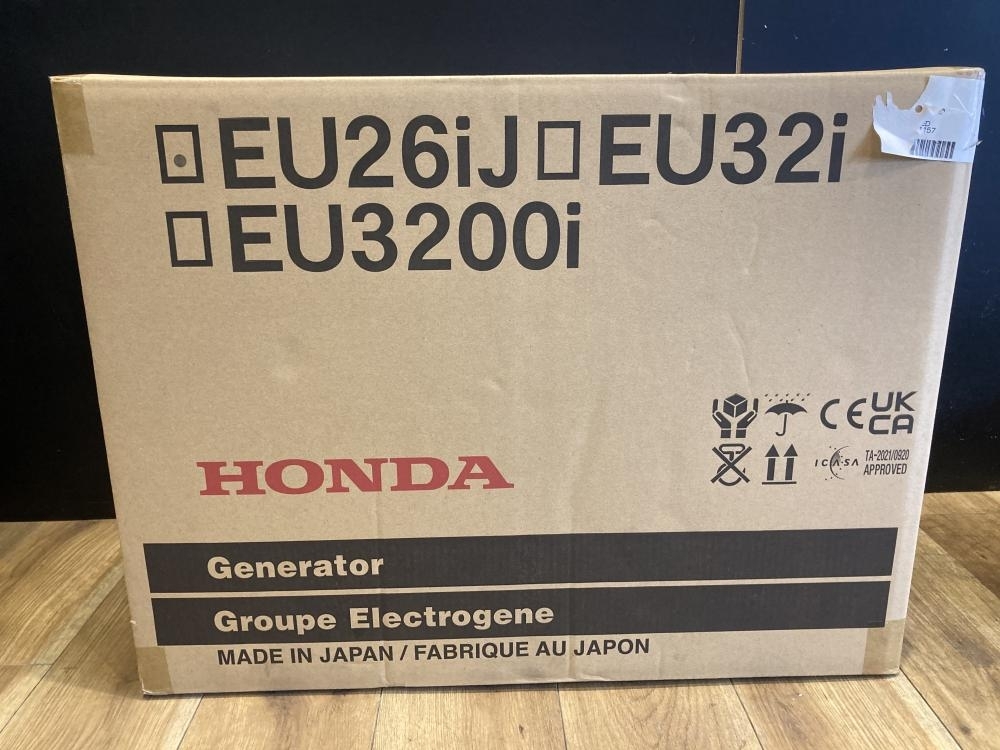 EU26iJ EU32i
EU3200i
157
CE UK
CA
ICASA TA-2021/0920
APPROVED
HONDA
Generator
Groupe Electrogene
MADE IN JAPAN / FABRIQUE AU JAPON